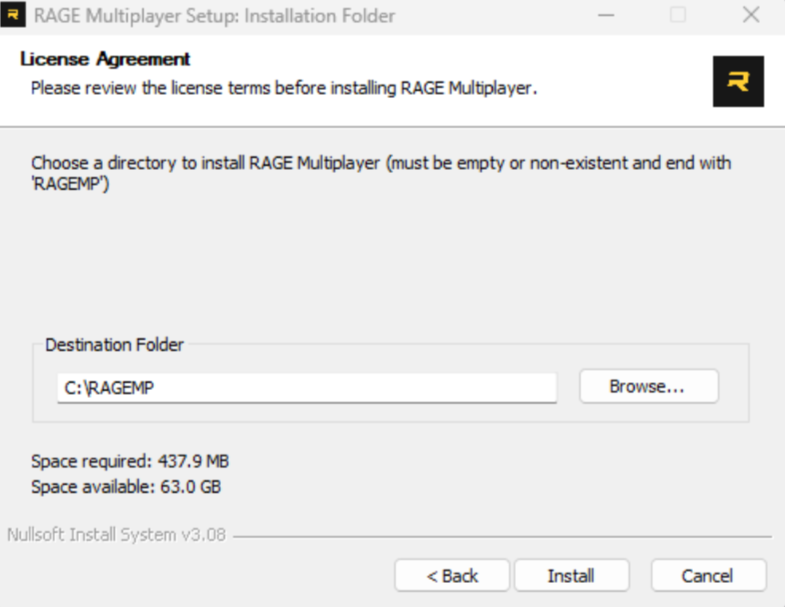 RAGE Multiplayer Setup: Installation Folder
License Agreement
Please review the license terms before installing RAGE Multiplayer.
Choose a directory to install RAGE Multiplayer (must be empty or non-existent and end with
'RAGEMP')
Destination Folder
C:\RAGEMP
Browse...
Space required: 437.9 MB
Space available: 63.0 GB
Nullsoft Install System v3.08
< Back
Install
Cancel